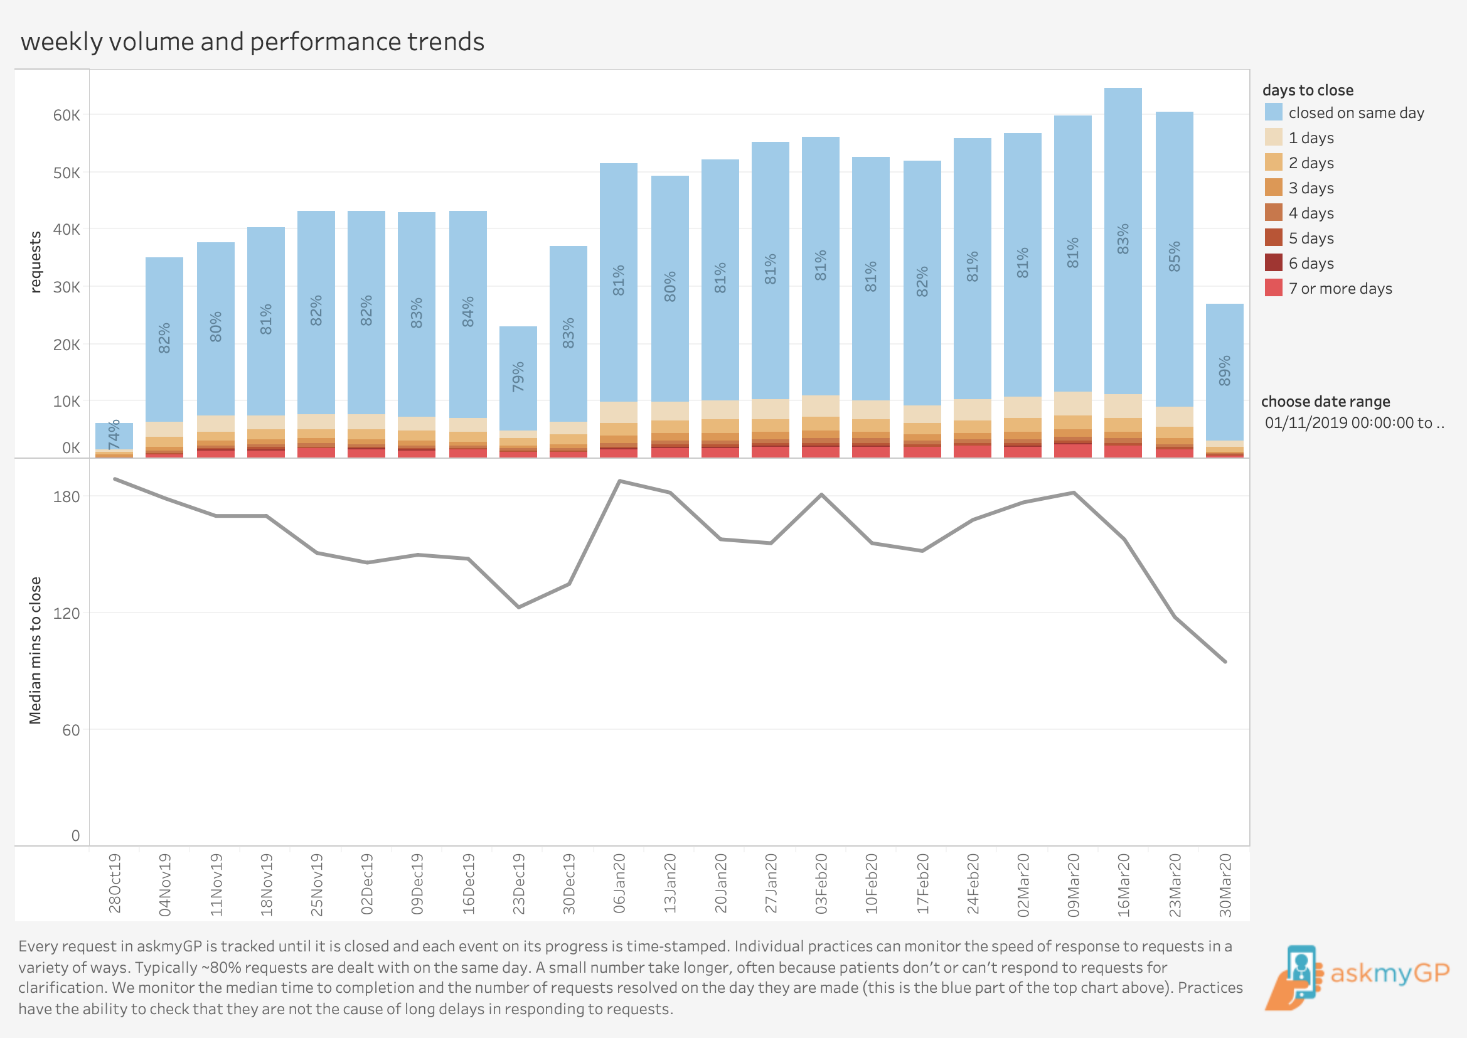 weekly volume and performance trends
days to close
closed on same day
1 days
2 days
3 days
4 days
5 days
6 days
7 or more days
choose date range
01/11/2019 00:00:00 to ..
requests
60K
50K
40K
30K
20K
10K
0K
74%
82%
80%
81%
82%
82%
83%
84%
79%
83%
81%
80%
81%
81%
81%
81%
82%
81%
81%
81%
83%
85%
89%
Median mins to close
180
120
60
0
28Oct19
04Nov19
11Nov19
18Nov19
25Nov19
02Dec19
09Dec19
16Dec19
23Dec19
30Dec19
06Jan20
13Jan20
20Jan20
27Jan20
03Feb20
10Feb20
17Feb20
24Feb20
02Mar20
09Mar20
16Mar20
23Mar20
30Mar20
Every request in askmyGP is tracked until it is closed and each event on its progress is time-stamped. Individual practices can monitor the speed of response to requests in a
variety of ways. Typically ~80% requests are dealt with on the same day. A small number take longer, often because patients don't or can't respond to requests for
clarification. We monitor the median time to completion and the number of requests resolved on the day they are made (this is the blue part of the top chart above). Practices
have the ability to check that they are not the cause of long delays in responding to requests.
askmyGP